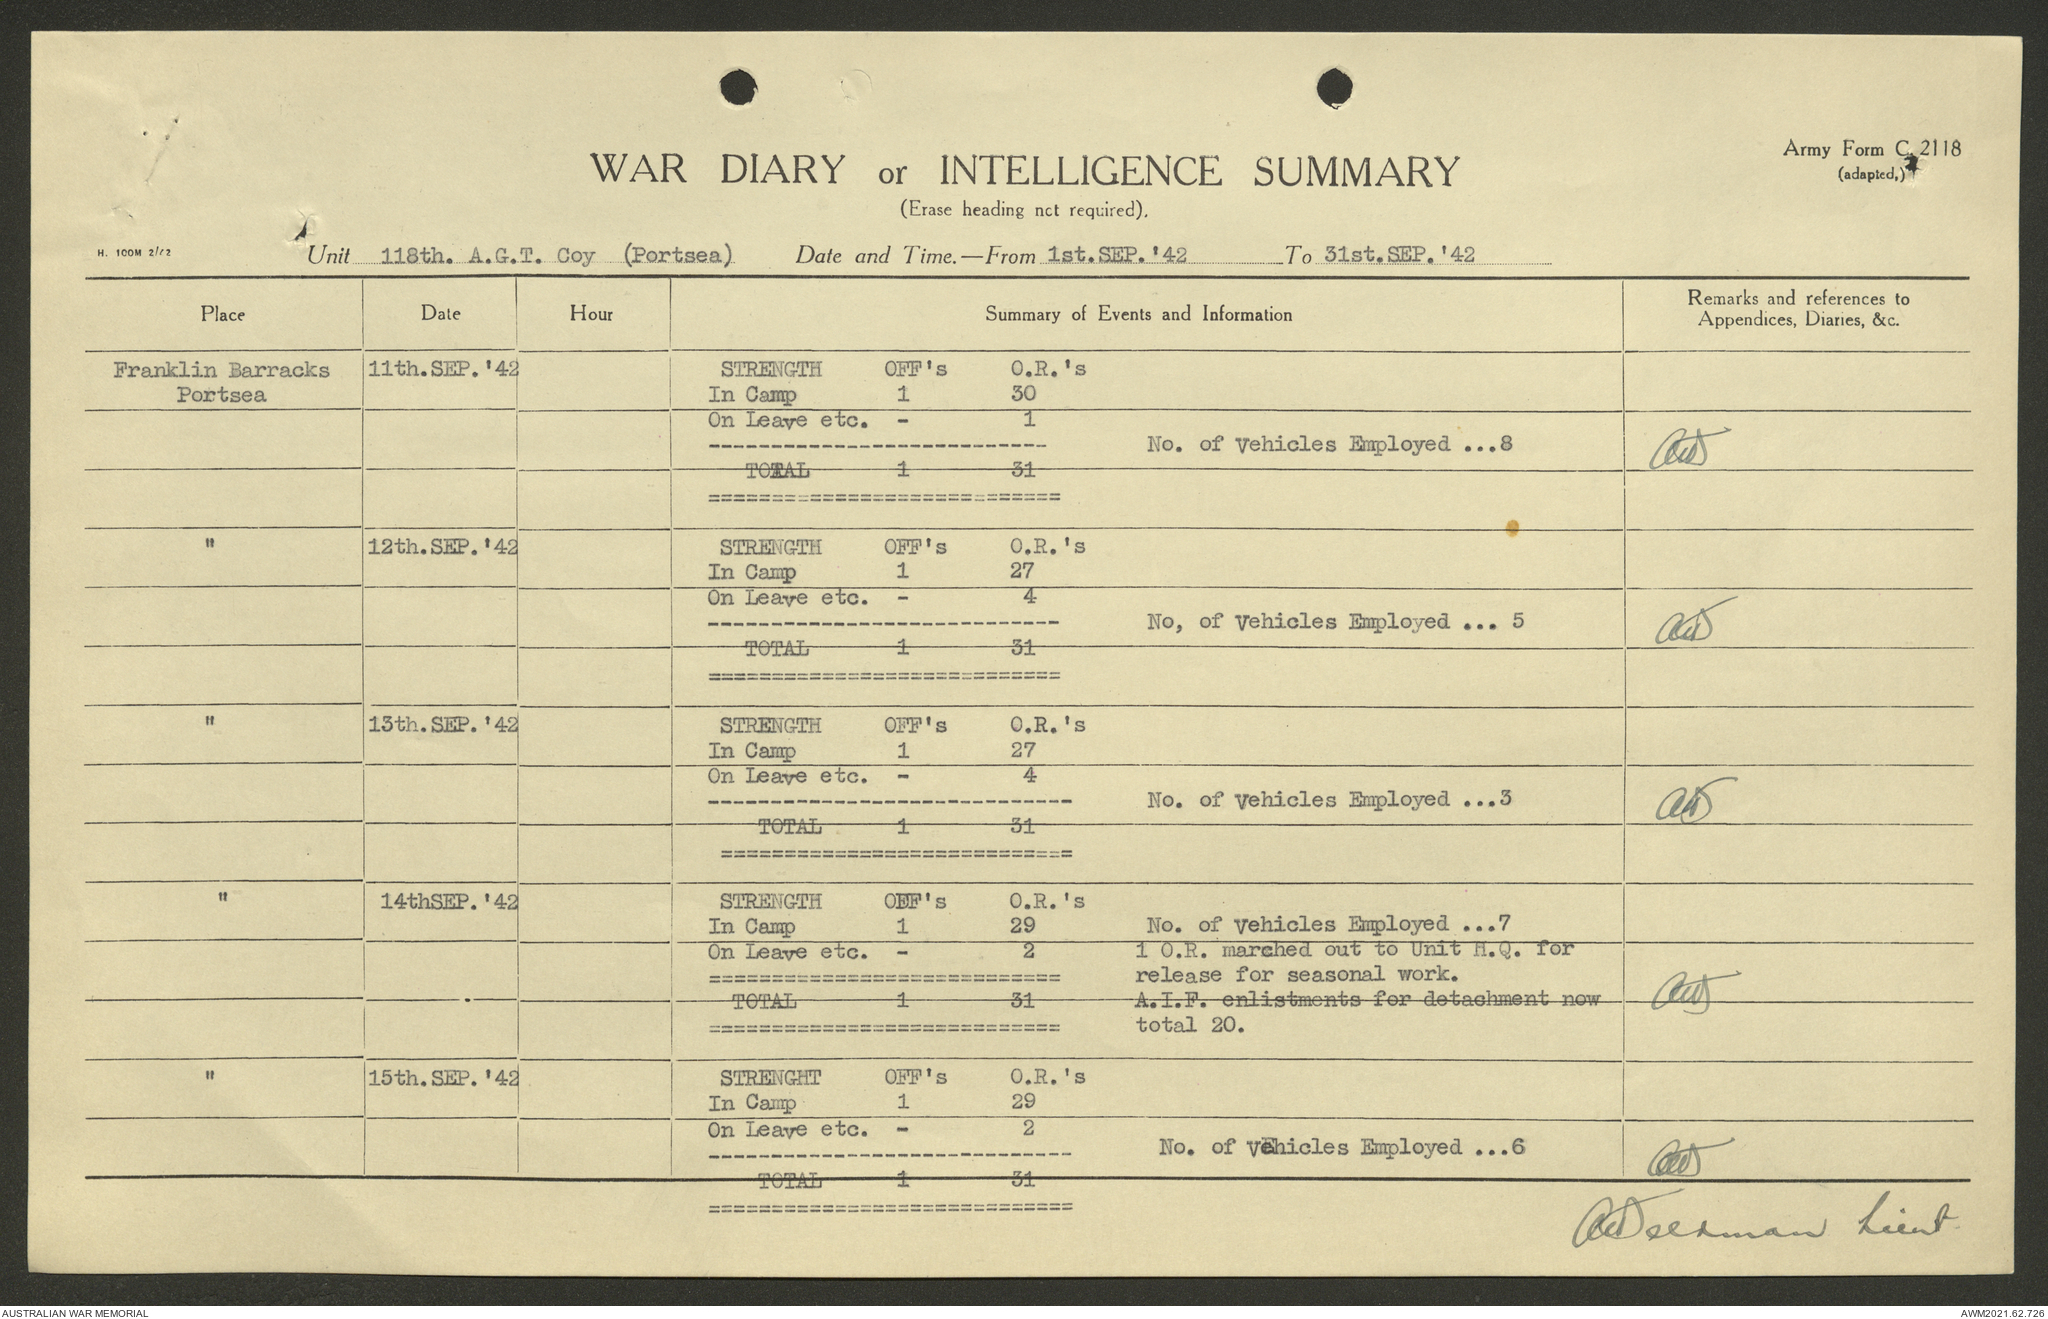 Army Form C. 2118
(adapted,)
WAR DIARY or INTELLIGENCE SUMMARY
(Erase heading not required).
H. 100M 2/42
Unit 118th. A.G.T. Coy (Portsea) Date and Time.—From 1st.SEP.'42 To 31st.SEP.'42
Place Date Hour Summary of Events and Information Remarks and references to
Appendices, Diaries, &c.
Franklin Barracks 11th.SEP.'42 STRENGTH OFF's O.R.'s
Portsea In Camp 1 30
On Leave etc. - 1
No. of Vehicles Employed ...8
TOTAL 1 31
" 12th.SEP.'42 STRENGTH OFF's O.R.'s
In Camp 1 27
On Leave etc. - 4
No, of Vehicles Employed ... 5
TOTAL 1 31
" 13th.SEP.'42 STRENGTH OFF's O.R.'s
In Camp 1 27
On Leave etc. - 4
No. of Vehicles Employed ...3
TOTAL 1 31
" 14thSEP.'42 STRENGTH OFF's O.R.'s
In Camp 1 29 No. of Vehicles Employed ...7
On Leave etc. - 2 1 O.R. marched out to Unit H.Q. for
release for seasonal work.
TOTAL 1 31 A.I.F. enlistments for detachment now
total 20.
" 15th.SEP.'42 STRENGHT OFF's O.R.'s
In Camp 1 29
On Leave etc. - 2
No. of Vehicles Employed ...6
TOTAL 1 31
Lieut
AUSTRALIAN WAR MEMORIAL AWM2021.62.726